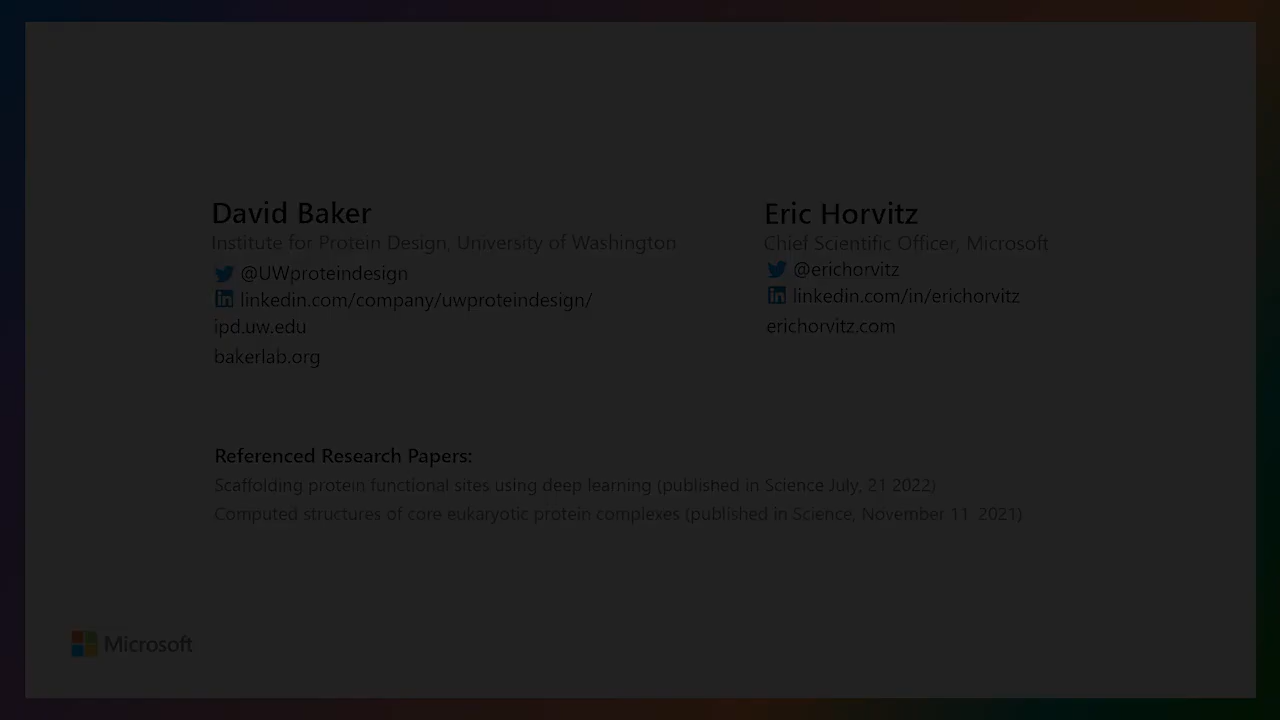 David Baker
Institute for Protein Design, University of Washington
@UWproteindesign
linkedin.com/company/uwproteindesign/
ipd.uw.edu
bakerlab.org
Eric Horvitz
Chief Scientific Officer, Microsoft
@erichorvitz
linkedin.com/in/erichorvitz
erichorvitz.com
Referenced Research Papers:
Scaffolding protein functional sites using deep learning (published in Science July, 21 2022)
Computed structures of core eukaryotic protein complexes (published in Science, November 11 2021)
Microsoft